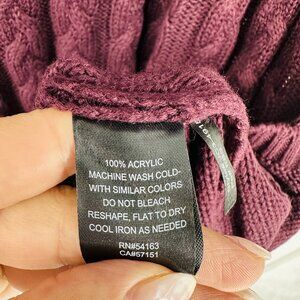 100% ACRYLIC
MACHINE WASH COLD-
WITH SIMILAR COLORS
DO NOT BLEACH
RESHAPE, FLAT TO DRY
COOL IRON AS NEEDED
RN#54163
CA#57151